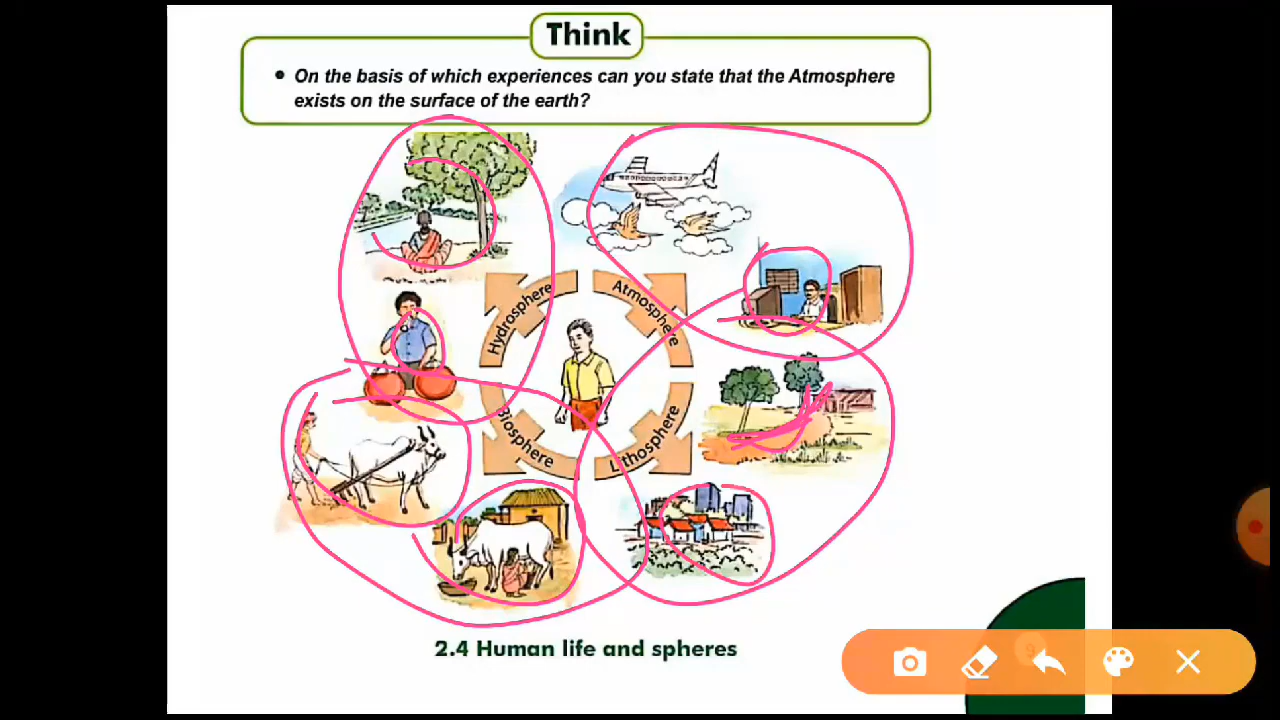 Think
• On the basis of which experiences can you state that the Atmosphere
exists on the surface of the earth?
Hydrosphere
Atmosphere
Biosphere
Lithosphere
2.4 Human life and spheres